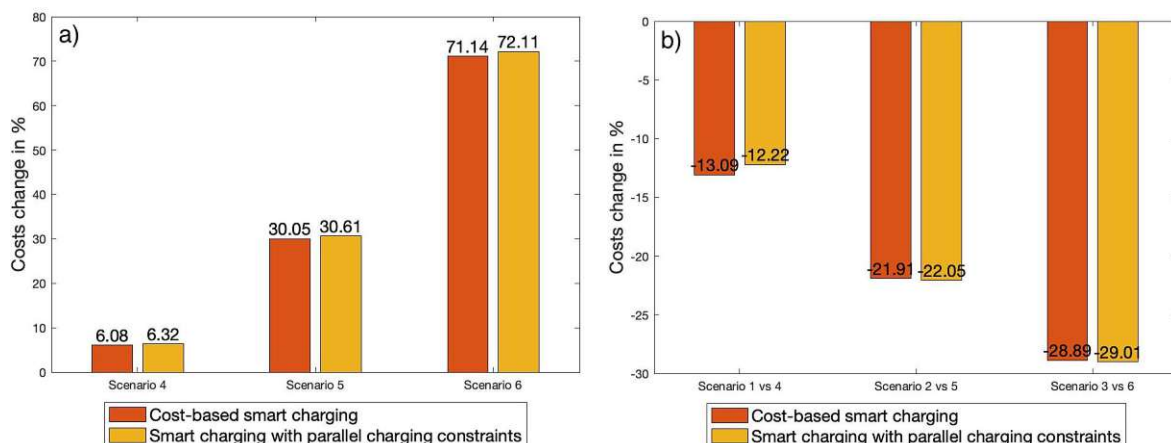 a)
Costs change in %
80
70
60
50
40
30
20
10
0
6.08
6.32
30.05
30.61
71.14
72.11
Scenario 4
Scenario 5
Scenario 6
Cost-based smart charging
Smart charging with parallel charging constraints
b)
Costs change in %
0
-5
-10
-15
-20
-25
-30
-13.09
-12.22
-21.91
-22.05
-28.89
-29.01
Scenario 1 vs 4
Scenario 2 vs 5
Scenario 3 vs 6
Cost-based smart charging
Smart charging with parallel charging constraints